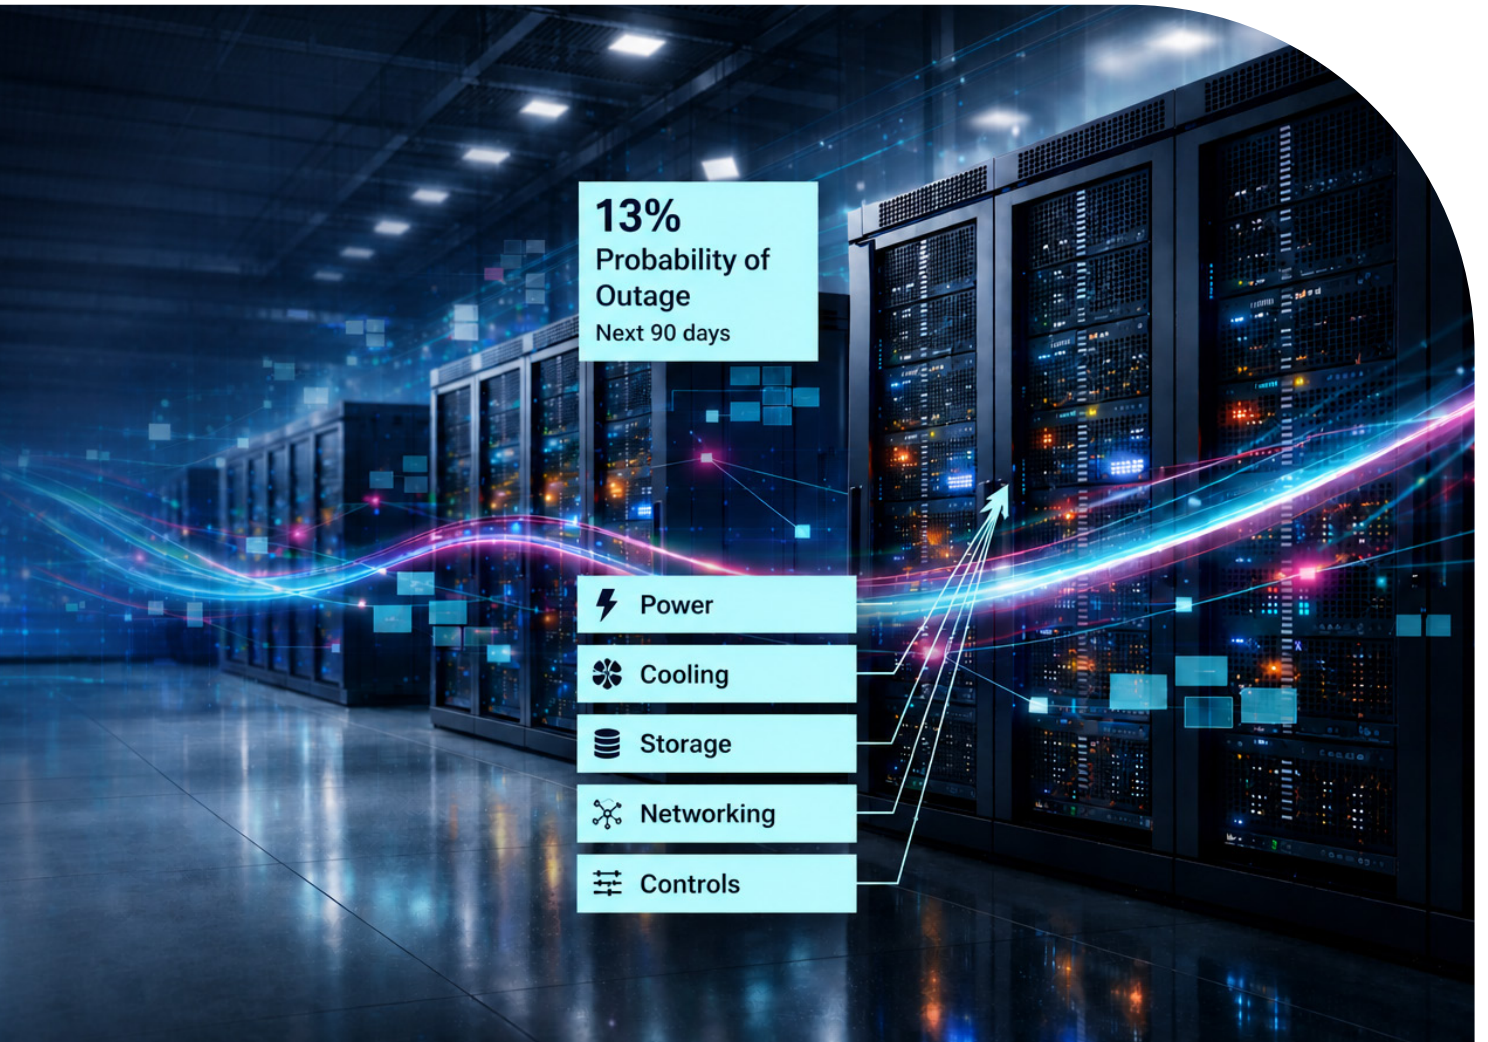 13%
Probability of
Outage
Next 90 days
Power
Cooling
Storage
Networking
Controls